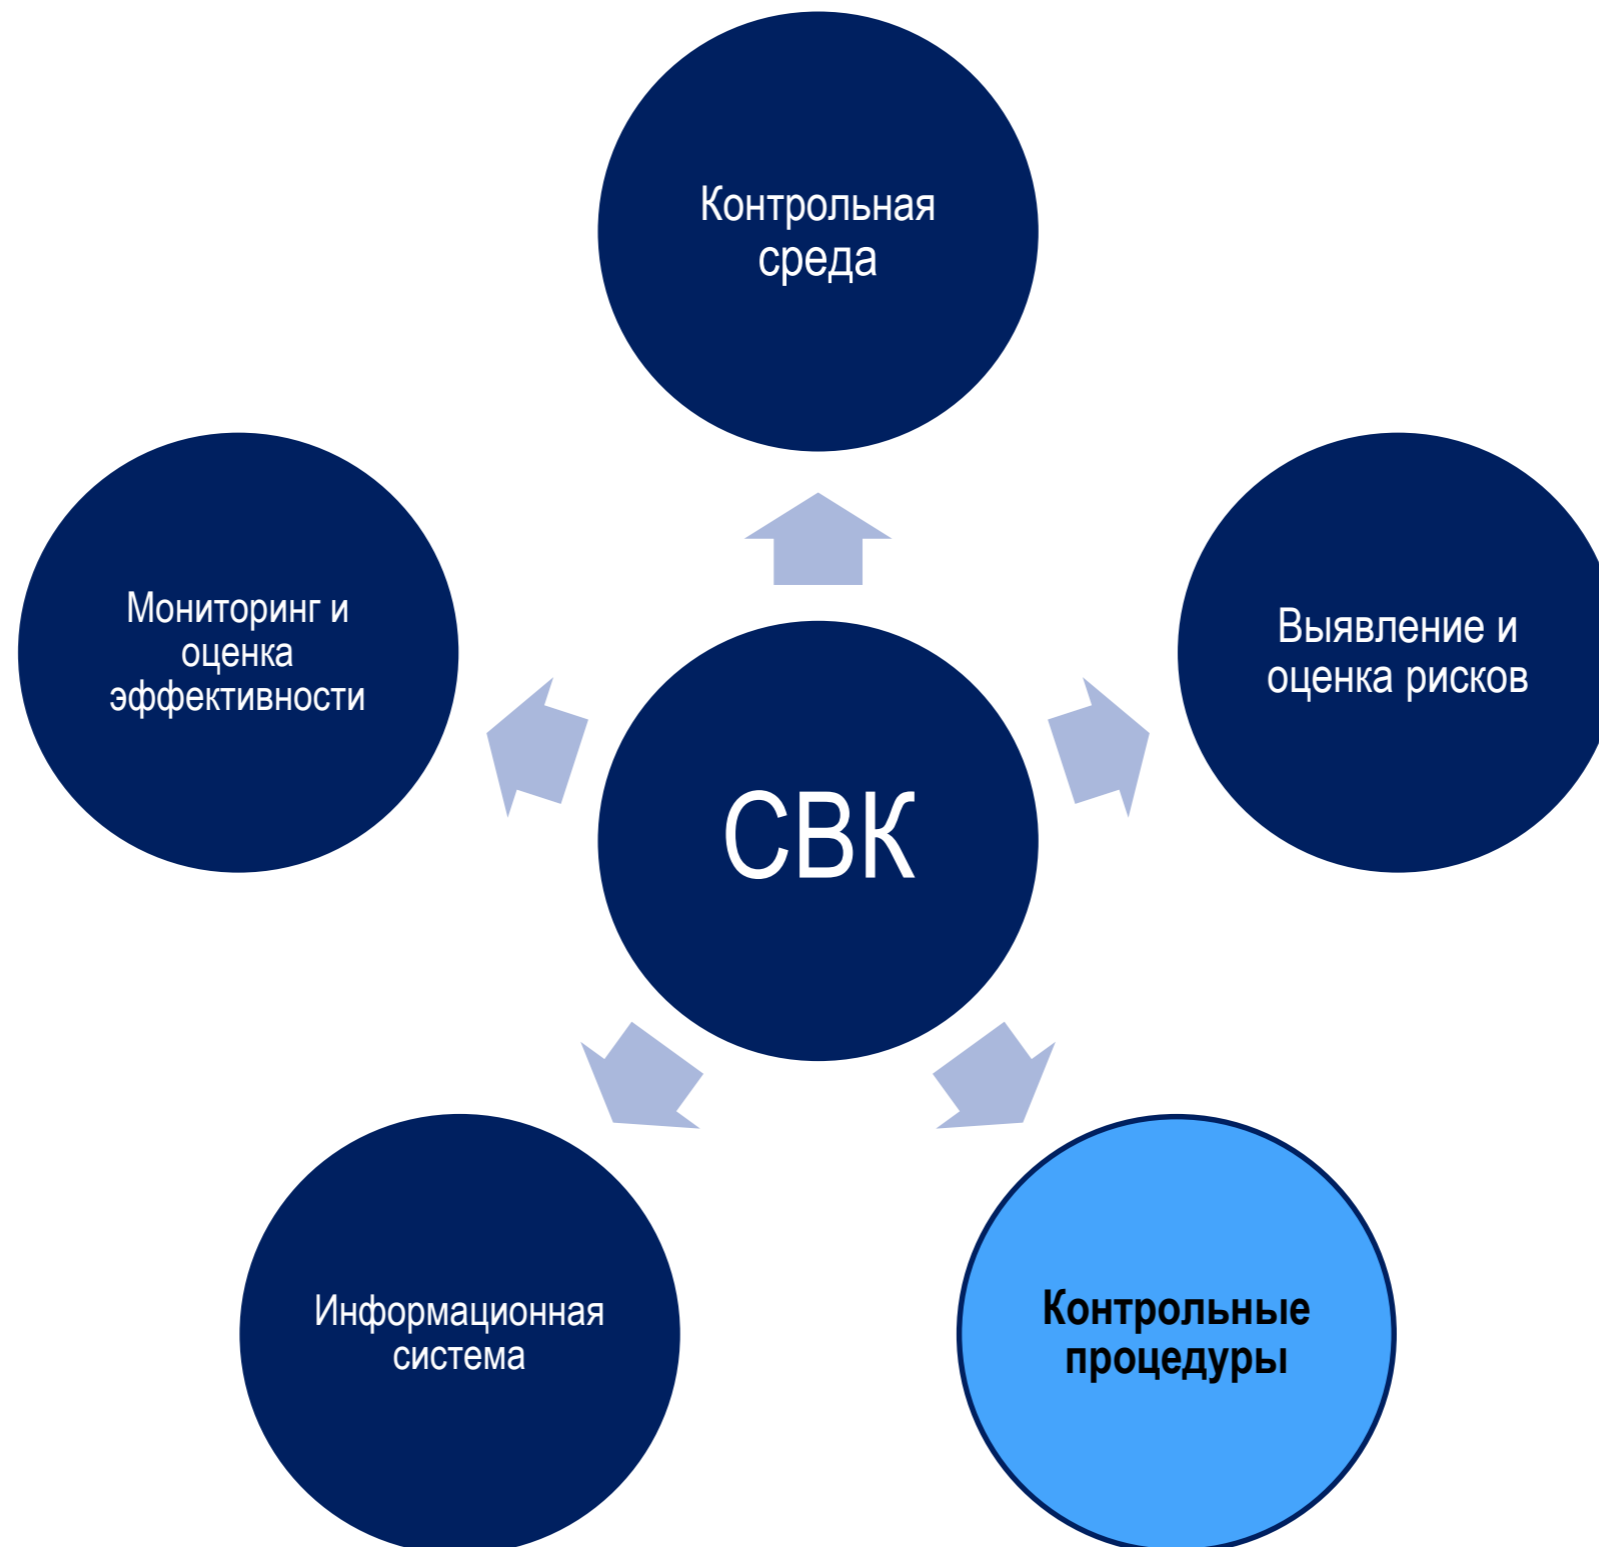 Контрольная
среда
Мониторинг и
оценка
эффективности
Выявление и
оценка рисков
СВК
Информационная
система
Контрольные
процедуры